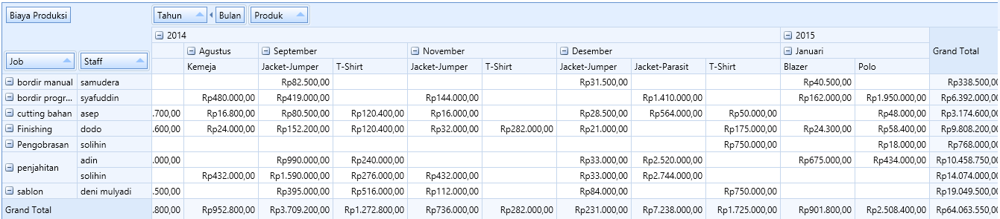 Biaya Produksi Tahun Bulan Produk
2014 2015
Job Staff Agustus September November Desember Januari Grand Total
Kemeja Jacket-Jumper T-Shirt Jacket-Jumper T-Shirt Jacket-Jumper Jacket-Parasit T-Shirt Blazer Polo
bordir manual samudera Rp82.500,00 Rp31.500,00 Rp40.500,00 Rp338.500,00
bordir progr... syafuddin Rp480.000,00 Rp419.000,00 Rp144.000,00 Rp1.410.000,00 Rp162.000,00 Rp1.950.000,00 Rp6.392.000,00
cutting bahan asep .700,00 Rp16.800,00 Rp80.500,00 Rp120.400,00 Rp16.000,00 Rp28.500,00 Rp564.000,00 Rp50.000,00 Rp48.000,00 Rp3.174.600,00
Finishing dodo .600,00 Rp24.000,00 Rp152.200,00 Rp120.400,00 Rp32.000,00 Rp282.000,00 Rp21.000,00 Rp175.000,00 Rp24.300,00 Rp58.400,00 Rp9.808.200,00
Pengobrasan solihin Rp750.000,00 Rp18.000,00 Rp768.000,00
penjahitan adin .000,00 Rp990.000,00 Rp240.000,00 Rp33.000,00 Rp2.520.000,00 Rp675.000,00 Rp434.000,00 Rp10.458.750,00
solihin Rp432.000,00 Rp1.590.000,00 Rp276.000,00 Rp432.000,00 Rp33.000,00 Rp2.744.000,00 Rp14.074.000,00
sablon deni mulyadi .500,00 Rp395.000,00 Rp516.000,00 Rp112.000,00 Rp84.000,00 Rp750.000,00 Rp19.049.500,00
Grand Total .800,00 Rp952.800,00 Rp3.709.200,00 Rp1.272.800,00 Rp736.000,00 Rp282.000,00 Rp231.000,00 Rp7.238.000,00 Rp1.725.000,00 Rp901.800,00 Rp2.508.400,00 Rp64.063.550,00